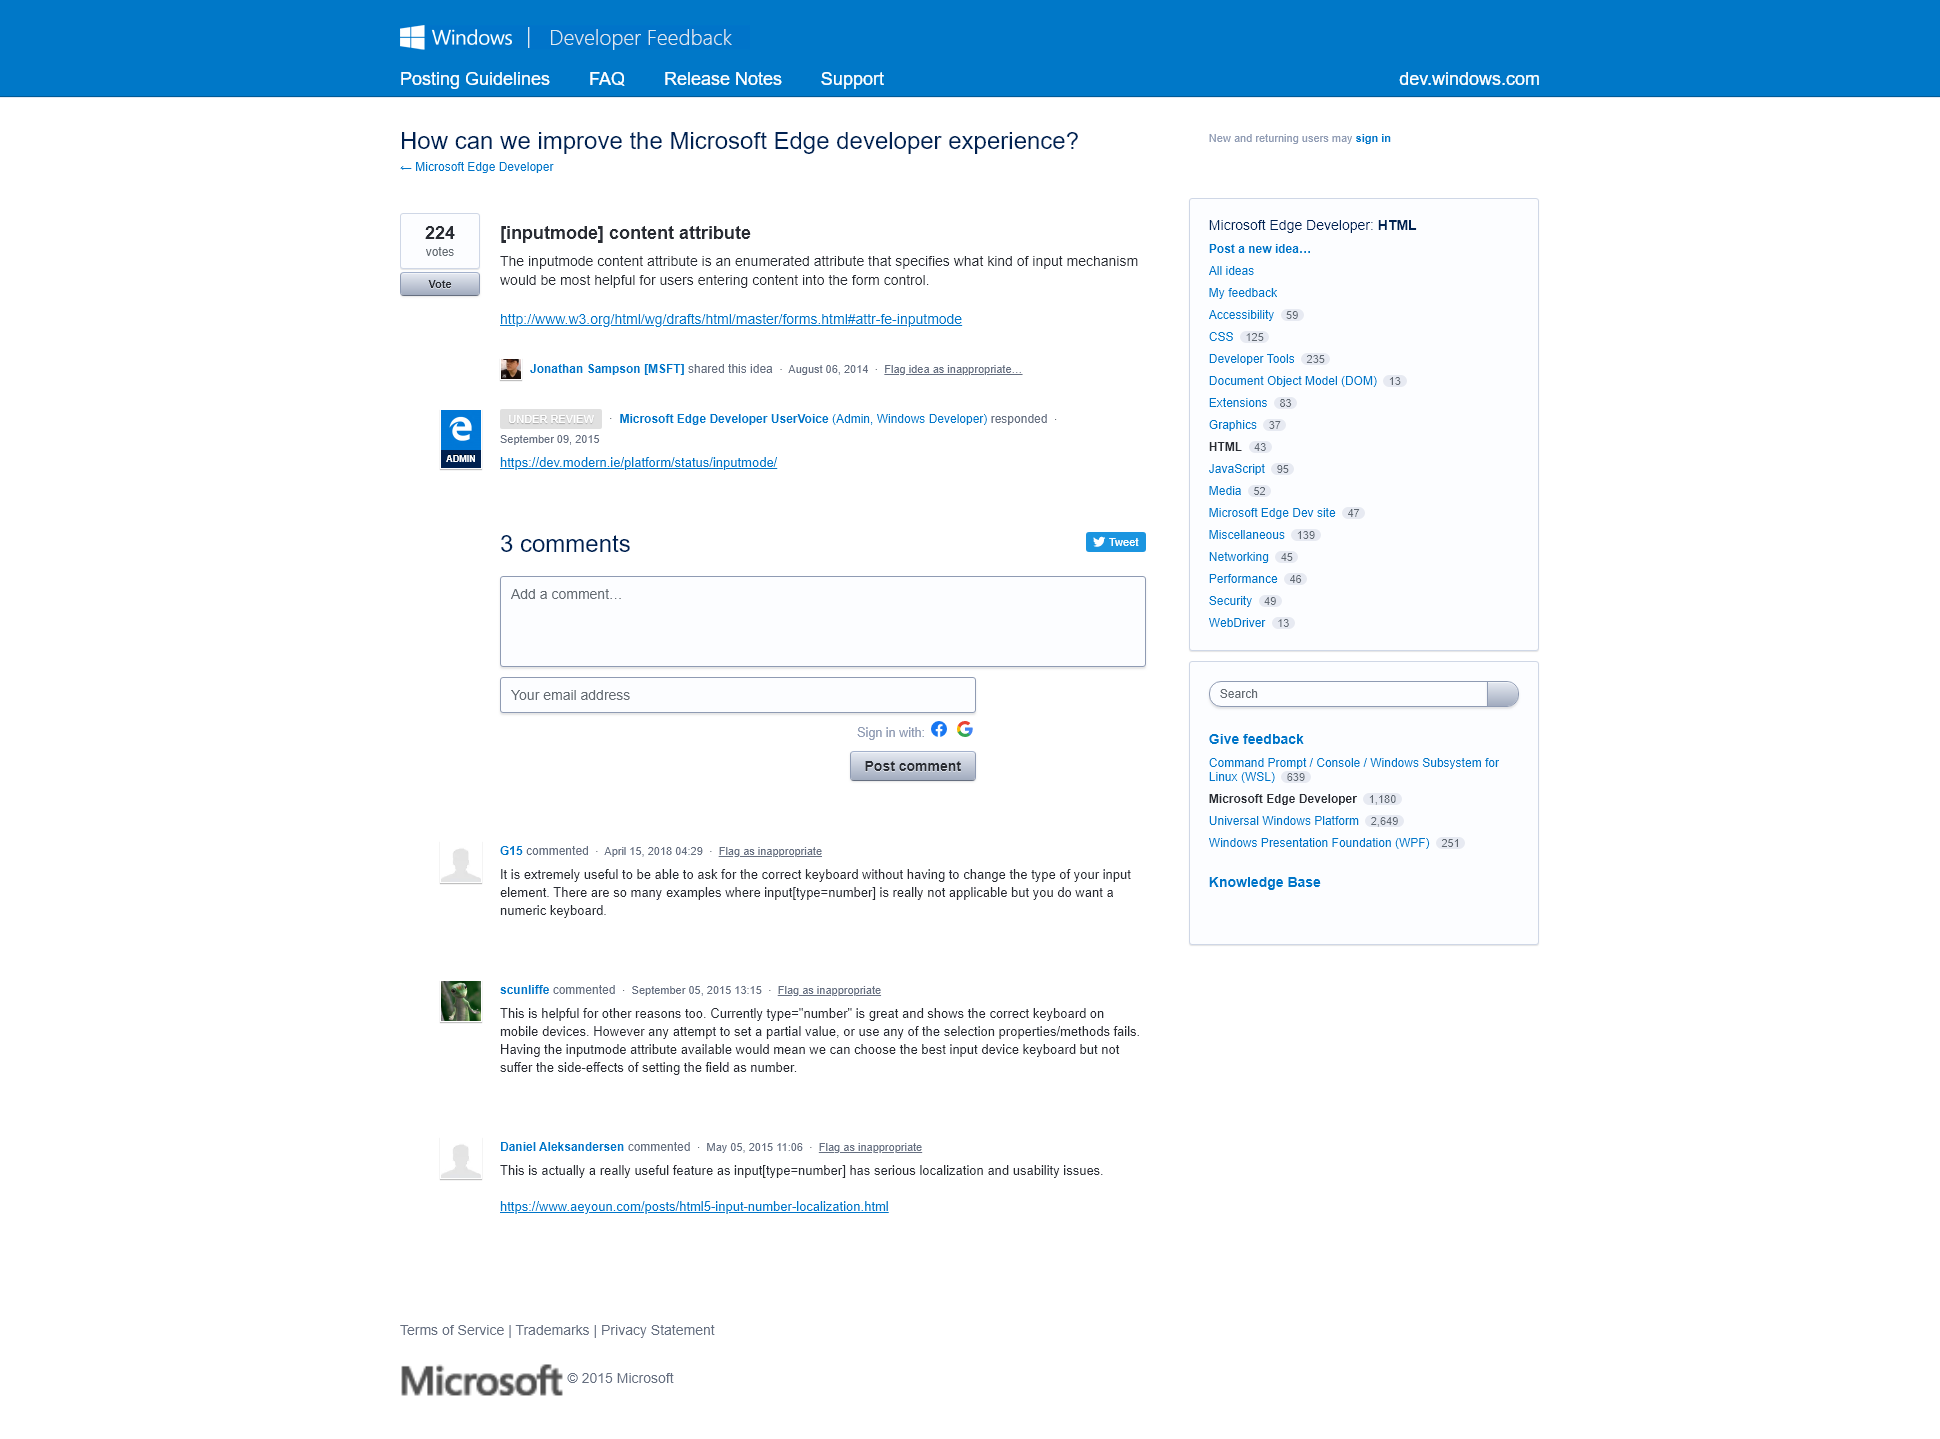 Windows | Developer Feedback
Posting Guidelines FAQ Release Notes Support dev.windows.com
How can we improve the Microsoft Edge developer experience?
← Microsoft Edge Developer
New and returning users may sign in
224
votes
Vote
[inputmode] content attribute
The inputmode content attribute is an enumerated attribute that specifies what kind of input mechanism
would be most helpful for users entering content into the form control.
http://www.w3.org/html/wg/drafts/html/master/forms.html#attr-fe-inputmode
Jonathan Sampson [MSFT] shared this idea · August 06, 2014 · Flag idea as inappropriate…
ADMIN
UNDER REVIEW · Microsoft Edge Developer UserVoice (Admin, Windows Developer) responded ·
September 09, 2015
https://dev.modern.ie/platform/status/inputmode/
3 comments
Tweet
Add a comment…
Your email address
Sign in with:
Post comment
G15 commented · April 15, 2018 04:29 · Flag as inappropriate
It is extremely useful to be able to ask for the correct keyboard without having to change the type of your input
element. There are so many examples where input[type=number] is really not applicable but you do want a
numeric keyboard.
scunliffe commented · September 05, 2015 13:15 · Flag as inappropriate
This is helpful for other reasons too. Currently type="number" is great and shows the correct keyboard on
mobile devices. However any attempt to set a partial value, or use any of the selection properties/methods fails.
Having the inputmode attribute available would mean we can choose the best input device keyboard but not
suffer the side-effects of setting the field as number.
Daniel Aleksandersen commented · May 05, 2015 11:06 · Flag as inappropriate
This is actually a really useful feature as input[type=number] has serious localization and usability issues.
https://www.aeyoun.com/posts/html5-input-number-localization.html
Microsoft Edge Developer: HTML
Post a new idea…
All ideas
My feedback
Accessibility 59
CSS 125
Developer Tools 235
Document Object Model (DOM) 13
Extensions 83
Graphics 37
HTML 43
JavaScript 95
Media 52
Microsoft Edge Dev site 47
Miscellaneous 139
Networking 45
Performance 46
Security 49
WebDriver 13
Search
Give feedback
Command Prompt / Console / Windows Subsystem for
Linux (WSL) 639
Microsoft Edge Developer 1,180
Universal Windows Platform 2,649
Windows Presentation Foundation (WPF) 251
Knowledge Base
Terms of Service | Trademarks | Privacy Statement
Microsoft © 2015 Microsoft